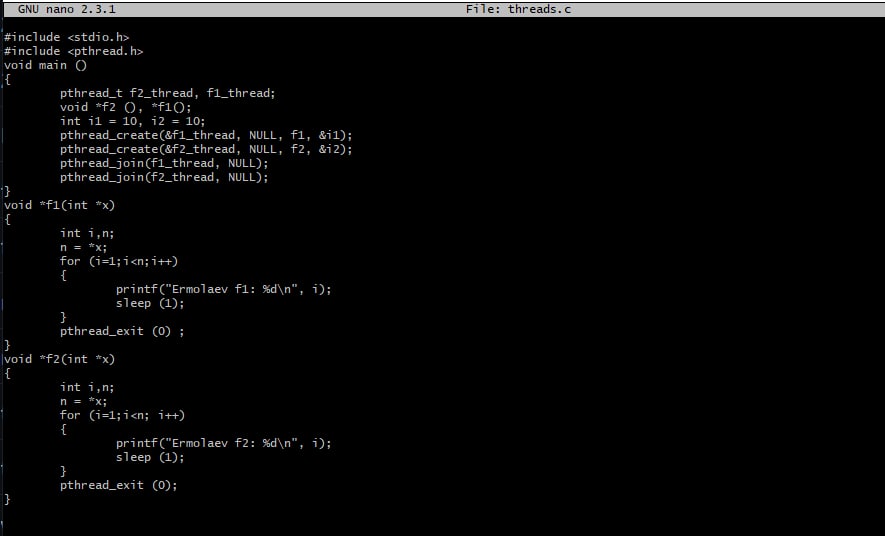 GNU nano 2.3.1 File: threads.c
#include <stdio.h>
#include <pthread.h>
void main ()
{
pthread_t f2_thread, f1_thread;
void *f2 (), *f1();
int i1 = 10, i2 = 10;
pthread_create(&f1_thread, NULL, f1, &i1);
pthread_create(&f2_thread, NULL, f2, &i2);
pthread_join(f1_thread, NULL);
pthread_join(f2_thread, NULL);
}
void *f1(int *x)
{
int i,n;
n = *x;
for (i=1;i<n;i++)
{
printf("Ermolaev f1: %d\n", i);
sleep (1);
}
pthread_exit (0) ;
}
void *f2(int *x)
{
int i,n;
n = *x;
for (i=1;i<n; i++)
{
printf("Ermolaev f2: %d\n", i);
sleep (1);
}
pthread_exit (0);
}